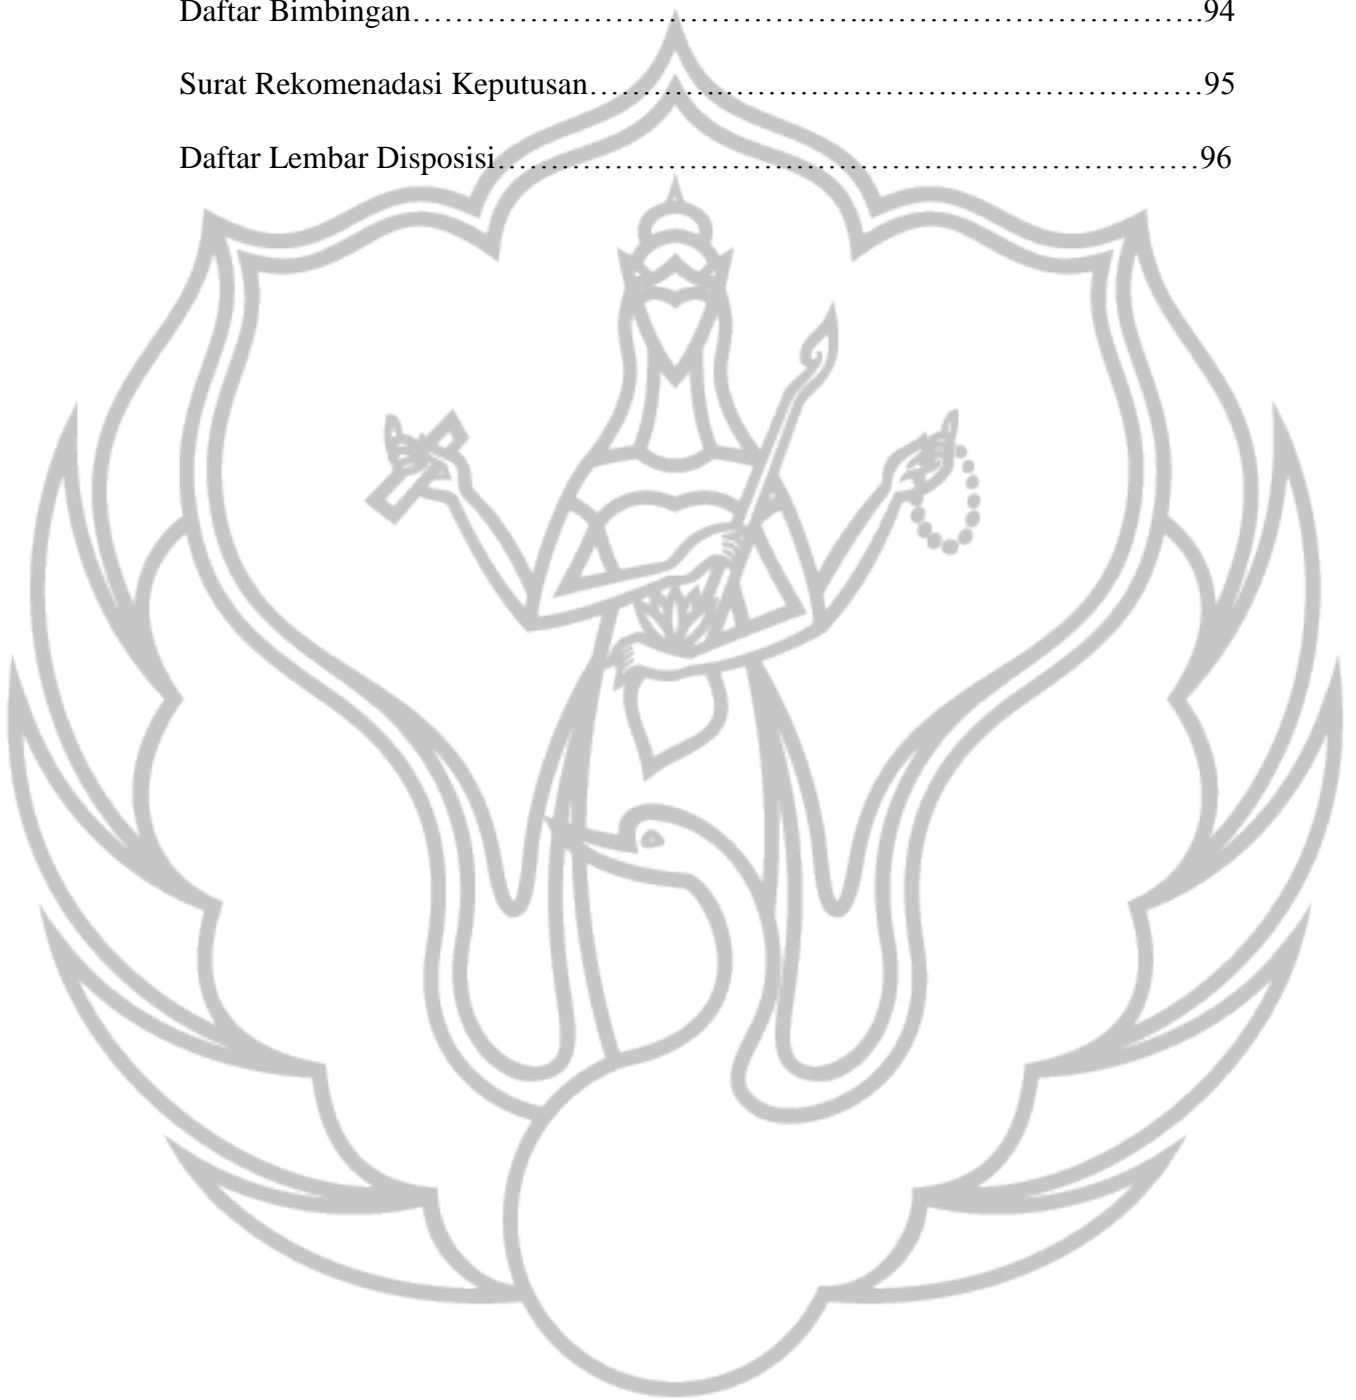 Daftar Bimbingan……………………………………..……………………………94
Surat Rekomenadasi Keputusan…………………………………………………………95
Daftar Lembar Disposisi…………………………………………………………………96